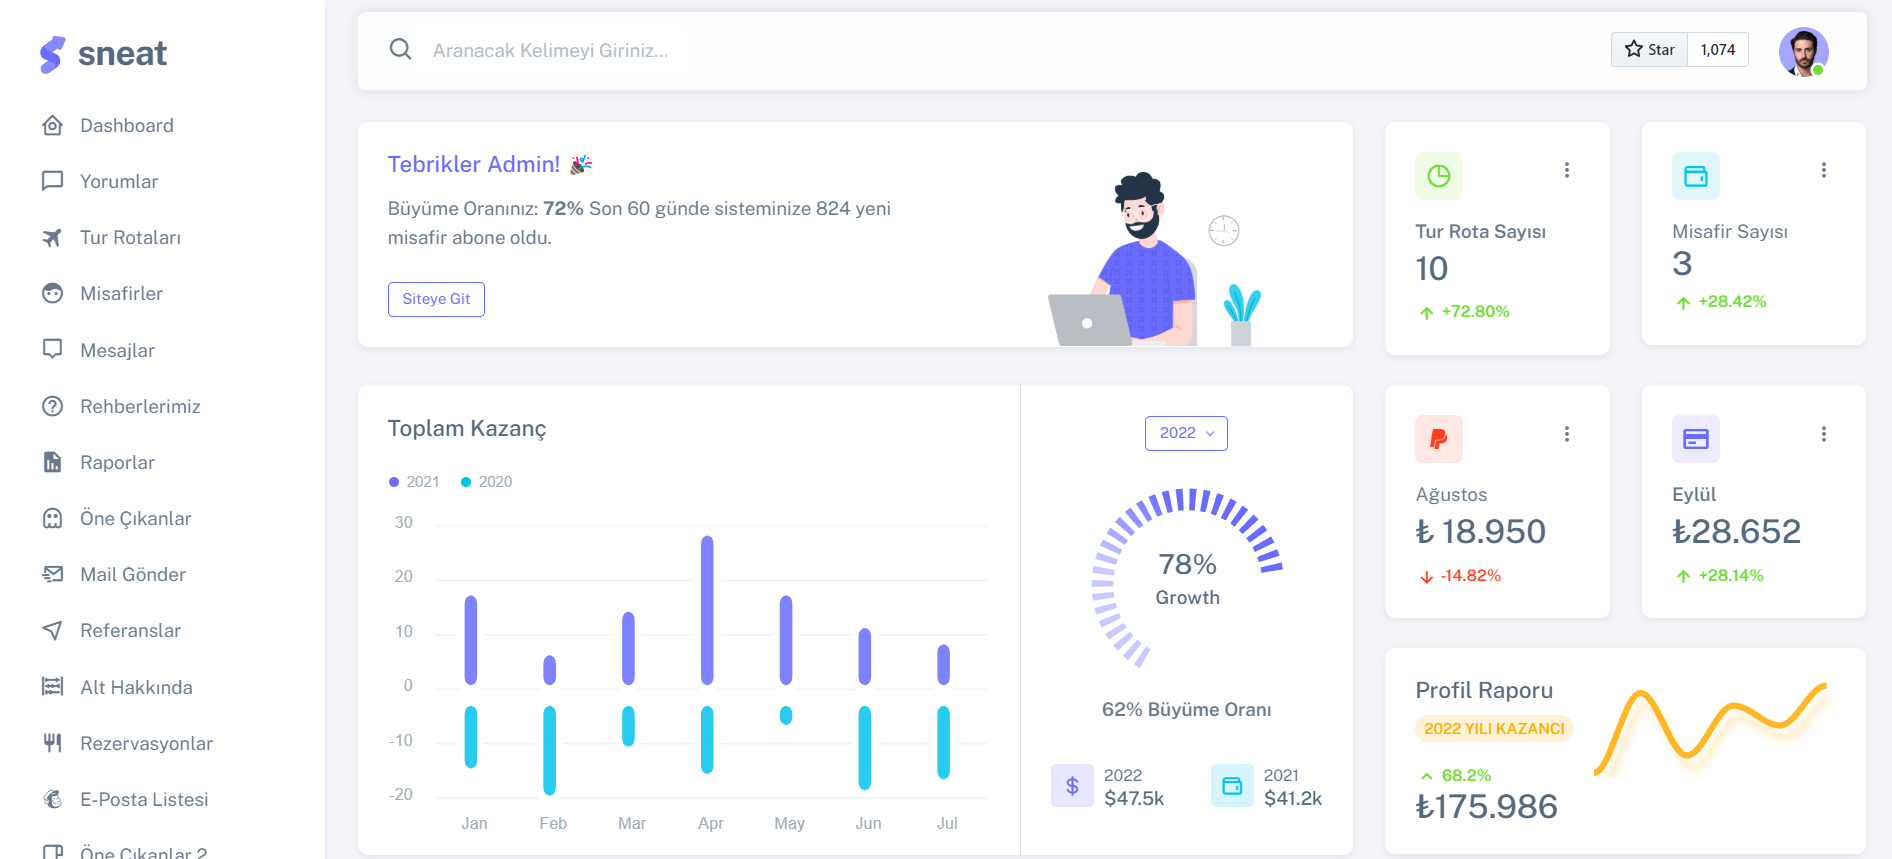 sneat
Dashboard
Yorumlar
Tur Rotaları
Misafirler
Mesajlar
Rehberlerimiz
Raporlar
Öne Çıkanlar
Mail Gönder
Referanslar
Alt Hakkında
Rezervasyonlar
E-Posta Listesi
Öne Çıkanlar 2
Aranacak Kelimeyi Giriniz...
Star 1,074
Tebrikler Admin! 🎉
Büyüme Oranınız: 72% Son 60 günde sisteminize 824 yeni
misafir abone oldu.
Siteye Git
Tur Rota Sayısı
10
+72.80%
Misafir Sayısı
3
+28.42%
Toplam Kazanç
2021 2020
30
20
10
0
-10
-20
Jan Feb Mar Apr May Jun Jul
2022
78%
Growth
62% Büyüme Oranı
2022
$47.5k
2021
$41.2k
Ağustos
₺ 18.950
-14.82%
Eylül
₺28.652
+28.14%
Profil Raporu
2022 YILI KAZANCI
68.2%
₺175.986